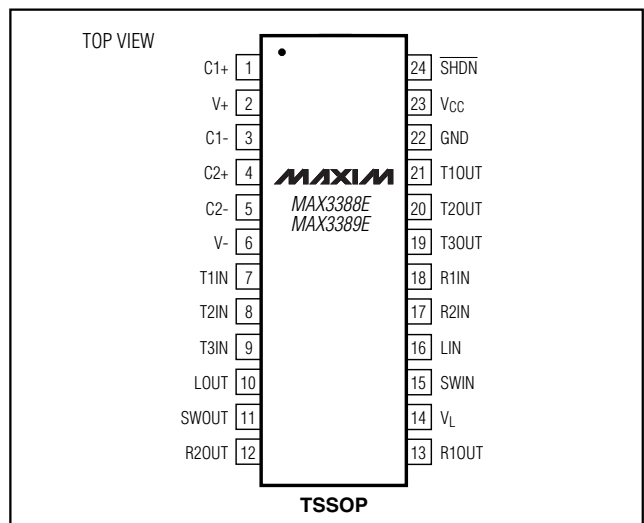 TOP VIEW
C1+ 1
V+ 2
C1- 3
C2+ 4
C2- 5
V- 6
T1IN 7
T2IN 8
T3IN 9
LOUT 10
SWOUT 11
R2OUT 12
MAXIM
MAX3388E
MAX3389E
24 SHDN
23 VCC
22 GND
21 T1OUT
20 T2OUT
19 T3OUT
18 R1IN
17 R2IN
16 LIN
15 SWIN
14 VL
13 R1OUT
TSSOP